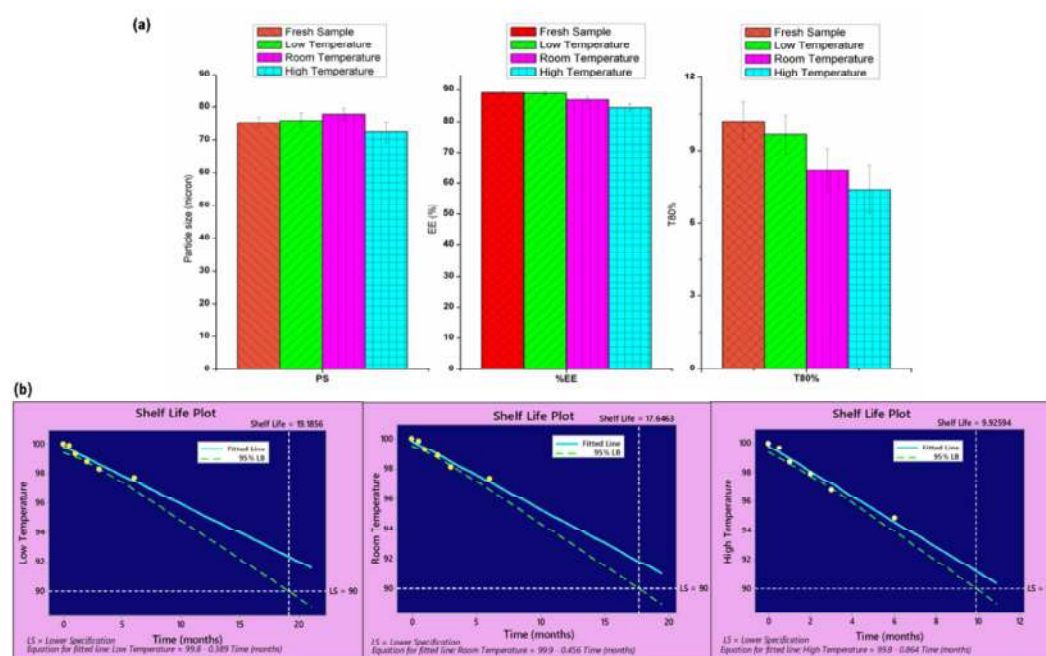 (a)
Fresh Sample
Low Temperature
Room Temperature
High Temperature
Particle size (micron)
90
80
70
60
50
40
30
20
10
0
PS
Fresh Sample
Low Temperature
Room Temperature
High Temperature
EE (%)
90
80
70
60
50
40
30
20
10
0
%EE
Fresh Sample
Low Temperature
Room Temperature
High Temperature
T80%
12
9
6
3
0
T80%
(b)
Shelf Life Plot
Shelf Life = 19.1856
Fitted Line
95% LB
Low Temperature
100
98
96
94
92
90
LS = 90
0
5
10
15
20
Time (months)
LS = Lower Specification
Equation for fitted line: Low Temperature = 99.8 - 0.389 Time (months)
Shelf Life Plot
Shelf Life = 17.6463
Fitted Line
95% LB
Room Temperature
100
98
96
94
92
90
LS = 90
0
5
10
15
20
Time (months)
LS = Lower Specification
Equation for fitted line: Room Temperature = 99.9 - 0.456 Time (months)
Shelf Life Plot
Shelf Life = 9.92594
Fitted Line
95% LB
High Temperature
100
98
96
94
92
90
LS = 9
0
2
4
6
8
10
Time (months)
LS = Lower Specification
Equation for fitted line: High Temperature = 99.8 - 0.864 Time (months)